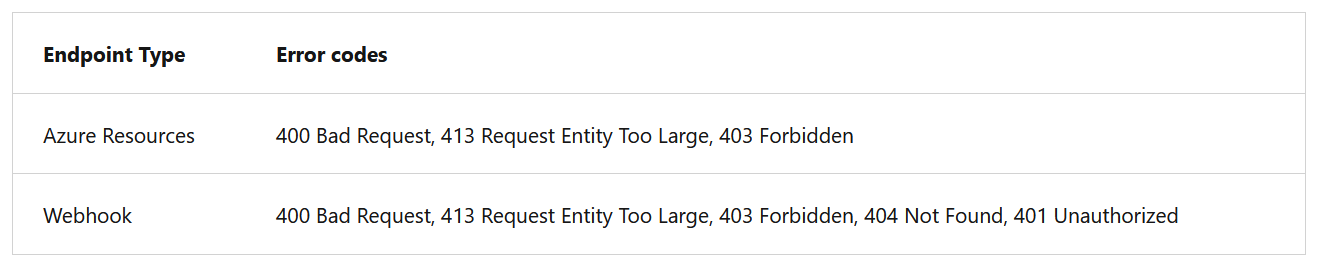 Endpoint Type Error codes
Azure Resources 400 Bad Request, 413 Request Entity Too Large, 403 Forbidden
Webhook 400 Bad Request, 413 Request Entity Too Large, 403 Forbidden, 404 Not Found, 401 Unauthorized